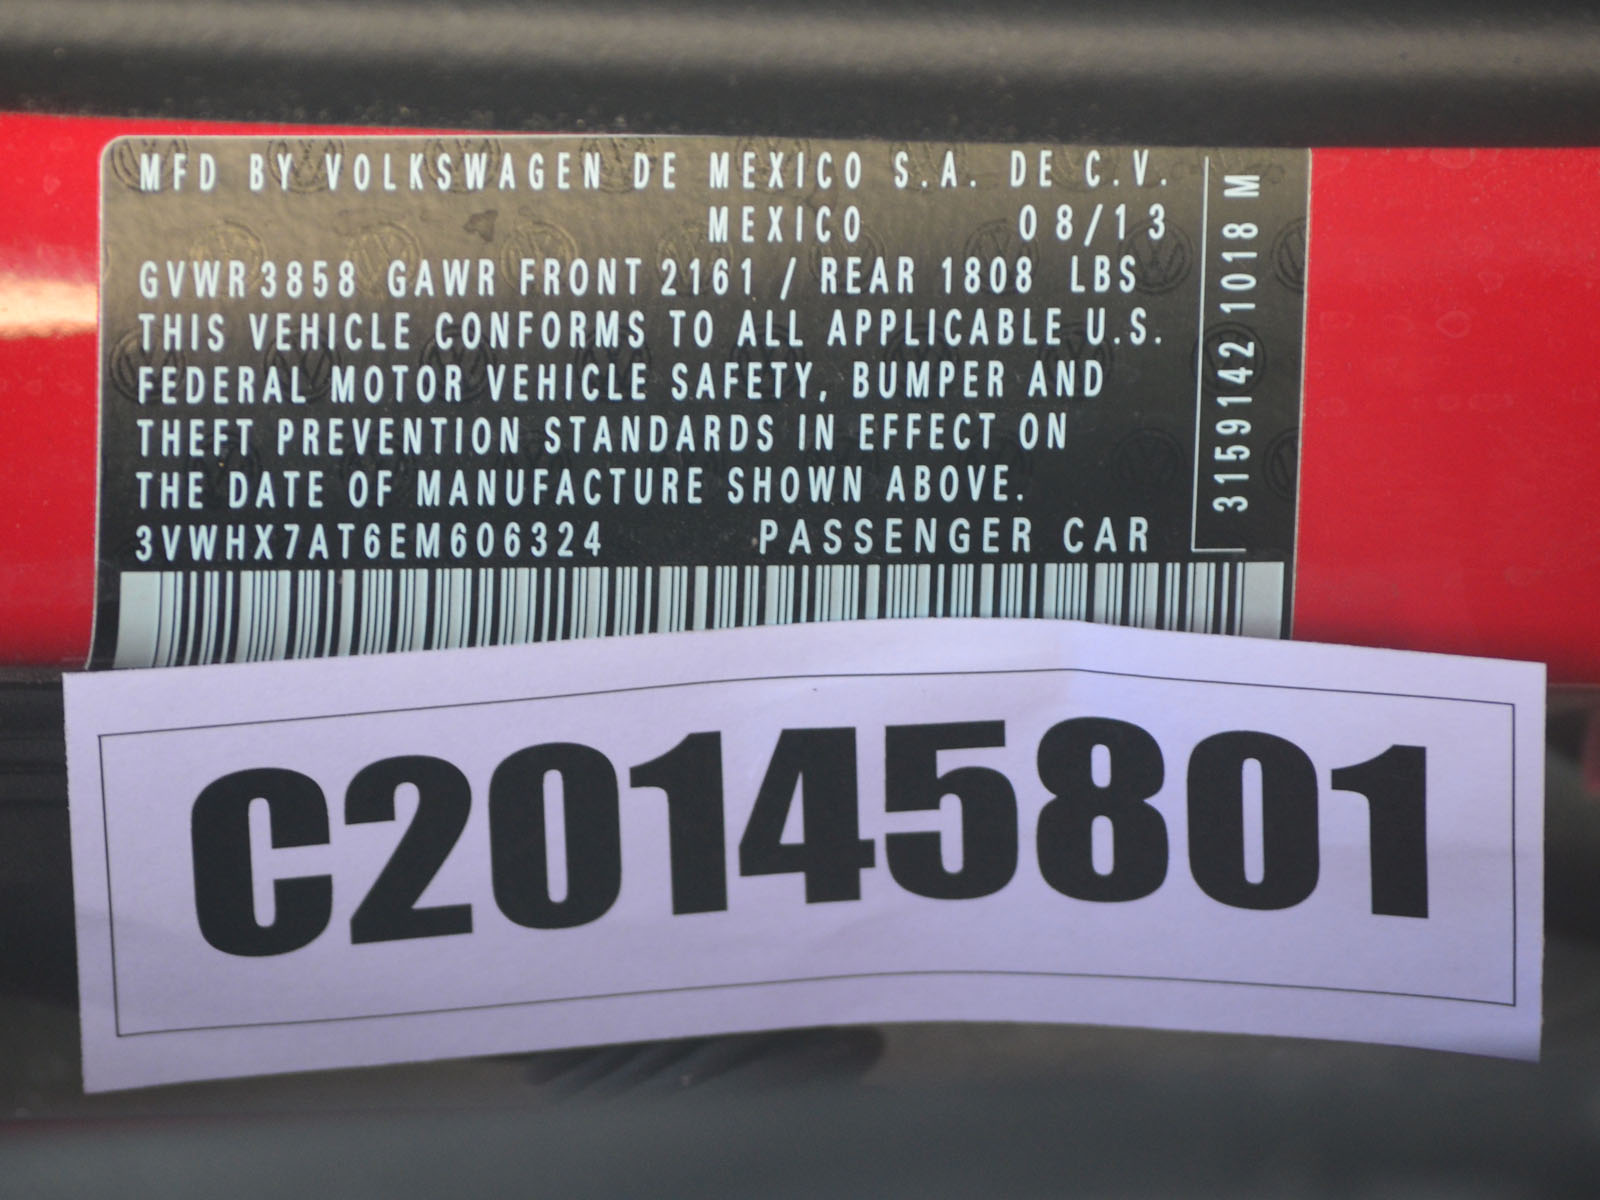 MFD BY VOLKSWAGEN DE MEXICO S.A. DE C.V.
MEXICO 08/13
GVWR 3858 GAWR FRONT 2161 / REAR 1808 LBS
THIS VEHICLE CONFORMS TO ALL APPLICABLE U.S.
FEDERAL MOTOR VEHICLE SAFETY, BUMPER AND
THEFT PREVENTION STANDARDS IN EFFECT ON
THE DATE OF MANUFACTURE SHOWN ABOVE.
3VWHX7AT6EM606324 PASSENGER CAR
3159142 1018 M
C20145801